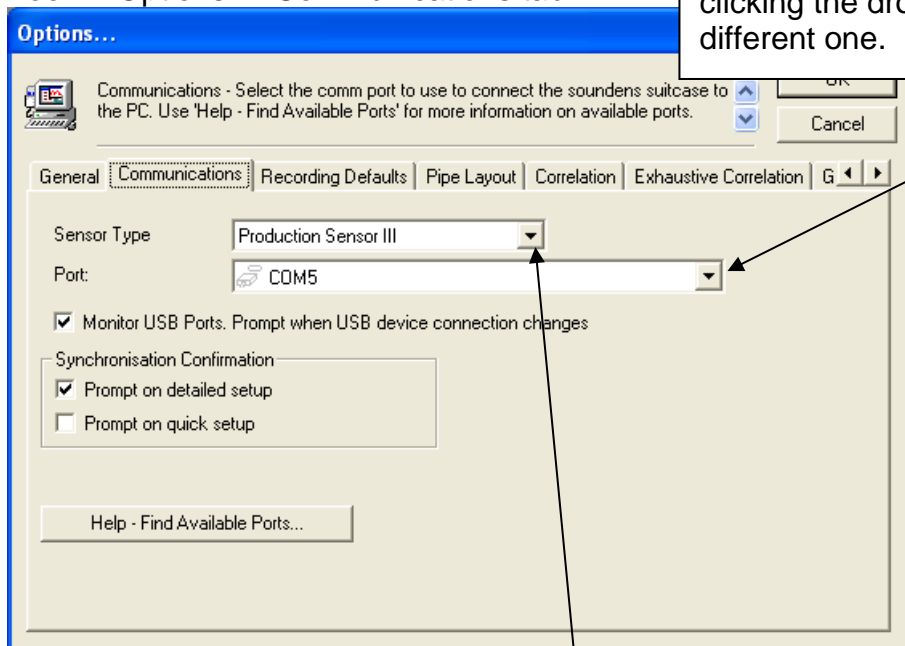 clicking the
different one.
Options...
Communications - Select the comm port to use to connect the soundens suitcase to
the PC. Use 'Help - Find Available Ports' for more information on available ports.
Cancel
General Communications Recording Defaults Pipe Layout Correlation Exhaustive Correlation G
Sensor Type Production Sensor III
Port: COM5
Monitor USB Ports. Prompt when USB device connection changes
Synchronisation Confirmation
Prompt on detailed setup
Prompt on quick setup
Help - Find Available Ports...